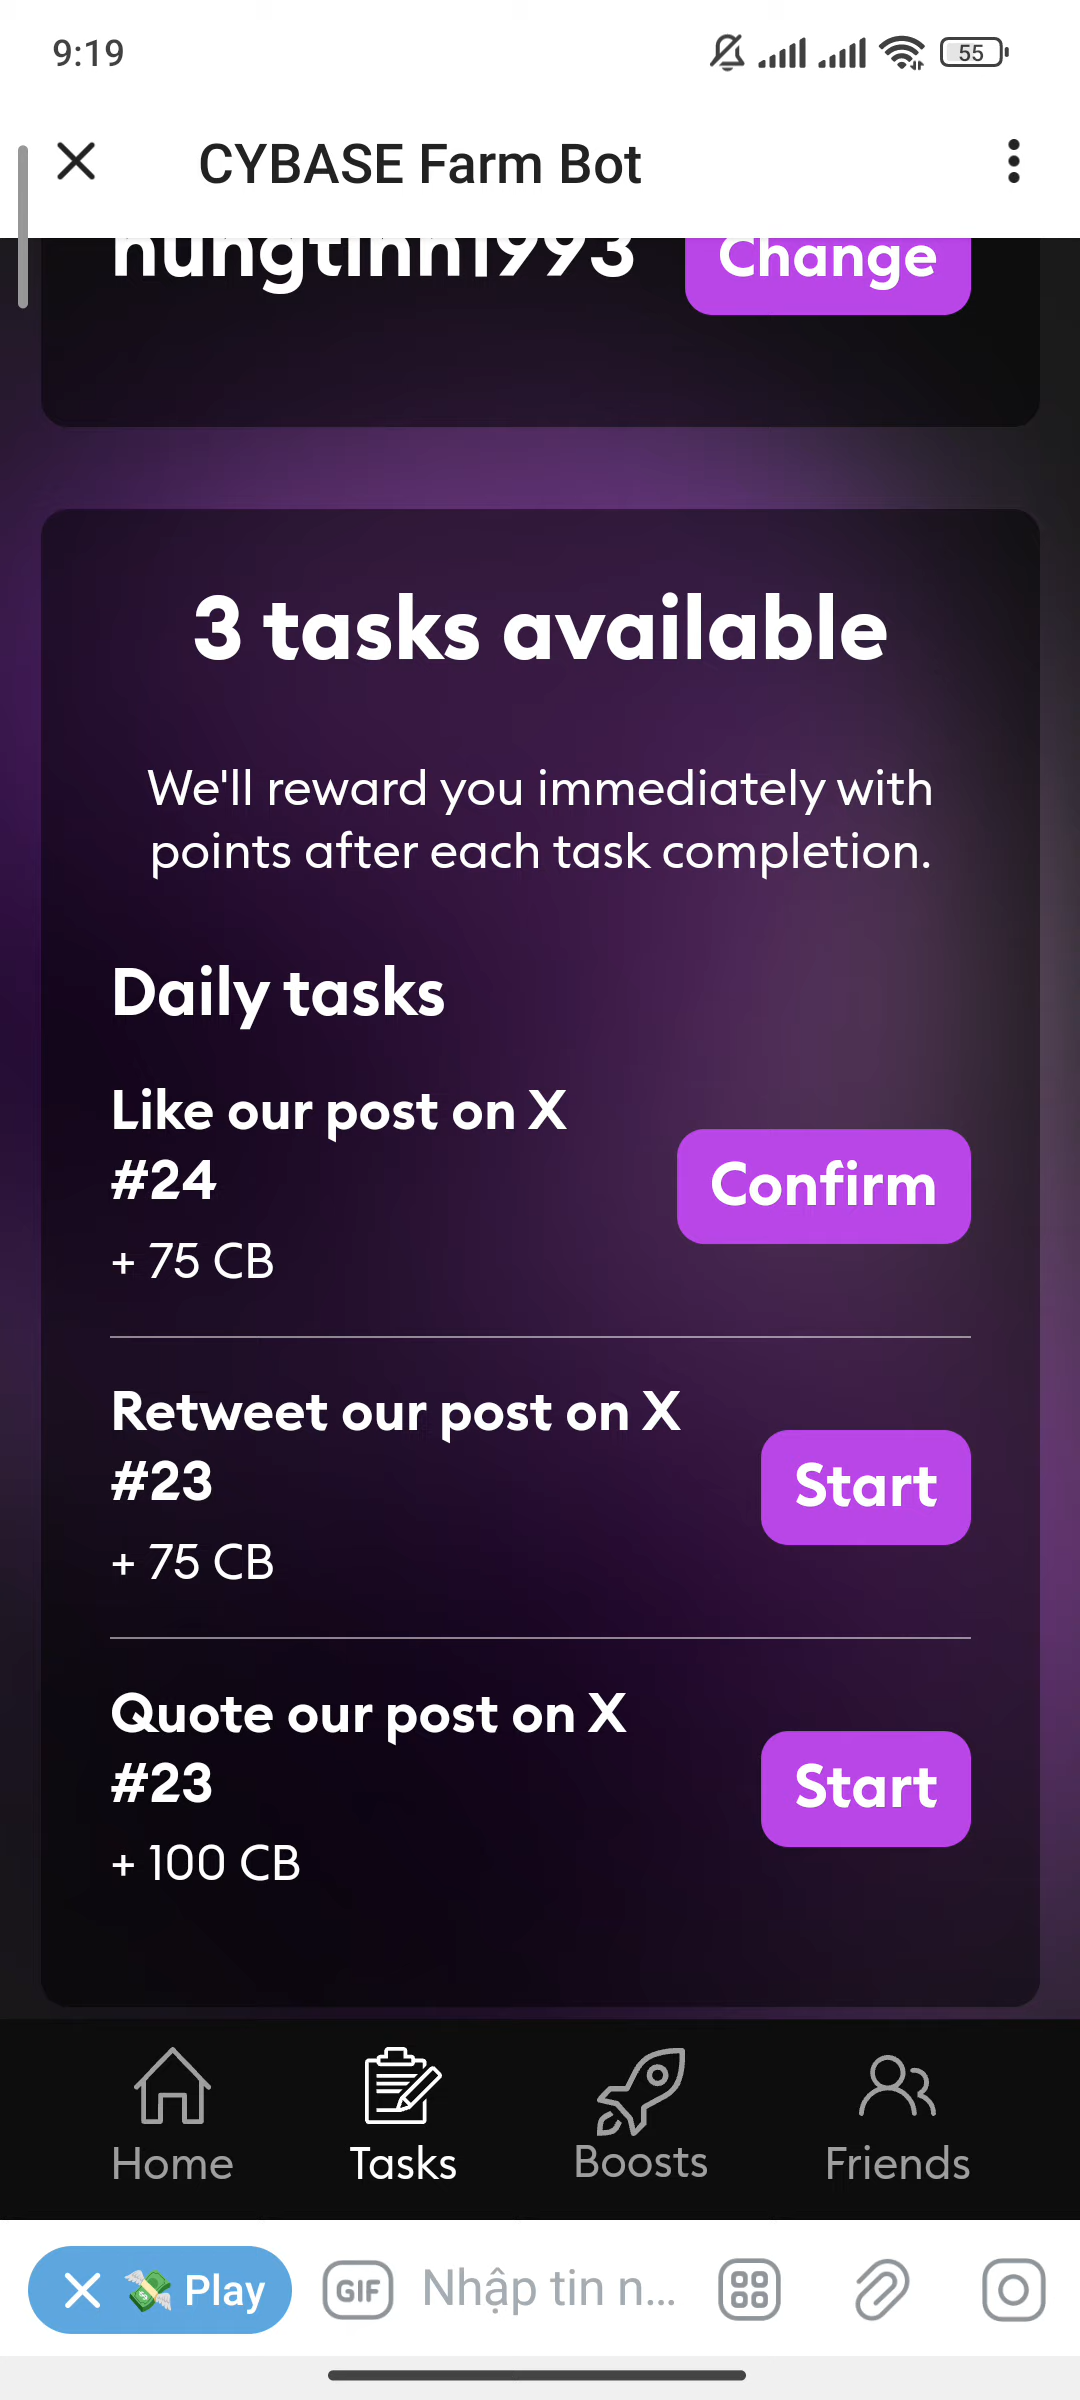 9:19
55
CYBASE Farm Bot
hungtinh1993
Change
3 tasks available
We'll reward you immediately with
points after each task completion.
Daily tasks
Like our post on X
#24
Confirm
+ 75 CB
Retweet our post on X
#23
Start
+ 75 CB
Quote our post on X
#23
Start
+ 100 CB
Home
Tasks
Boosts
Friends
Play
GIF
Nhập tin n...